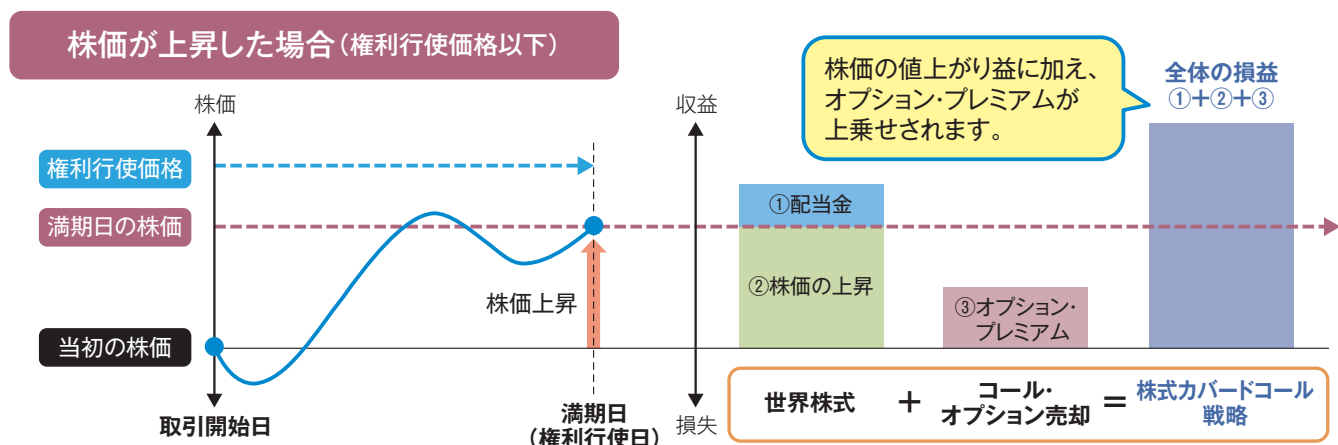 株価が上昇した場合（権利行使価格以下）
株価
権利行使価格
満期日の株価
当初の株価
株価上昇
取引開始日
満期日
（権利行使日）
収益
損失
株価の値上がり益に加え、
オプション・プレミアムが
上乗せされます。
全体の損益
①＋②＋③
①配当金
②株価の上昇
③オプション・
プレミアム
世界株式 ＋ コール・
オプション売却 ＝ 株式カバードコール
戦略